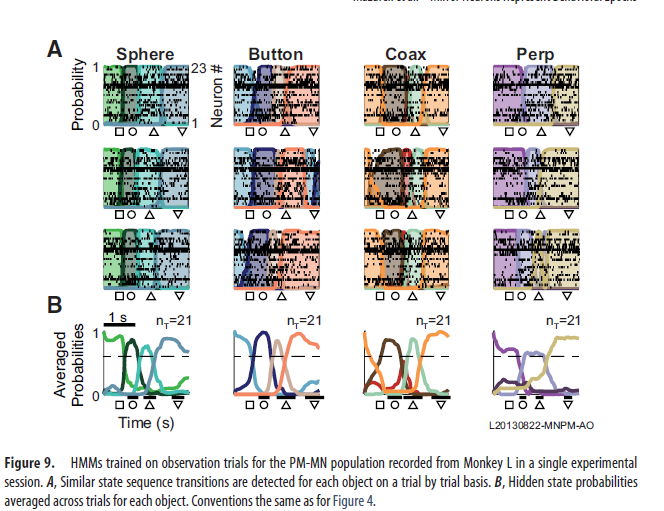 A
Sphere Button Coax Perp
Probability
1
0
23
1
Neuron #
B
Averaged
Probabilities
1
0
1 s
nT=21 nT=21 nT=21 nT=21
Time (s)
L20130822-MNPM-AO
Figure 9. HMMs trained on observation trials for the PM-MN population recorded from Monkey L in a single experimental
session. A, Similar state sequence transitions are detected for each object on a trial by trial basis. B, Hidden state probabilities
averaged across trials for each object. Conventions the same as for Figure 4.